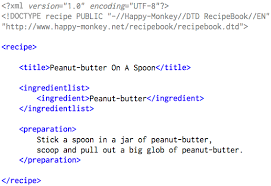 <?xml version="1.0" encoding="UTF-8"?>
<!DOCTYPE recipe PUBLIC "-//Happy-Monkey//DTD RecipeBook//EN"
"http://www.happy-monkey.net/recipebook/recipebook.dtd">
<recipe>
<title>Peanut-butter On A Spoon</title>
<ingredientlist>
<ingredient>Peanut-butter</ingredient>
</ingredientlist>
<preparation>
Stick a spoon in a jar of peanut-butter,
scoop and pull out a big glob of peanut-butter.
</preparation>
</recipe>